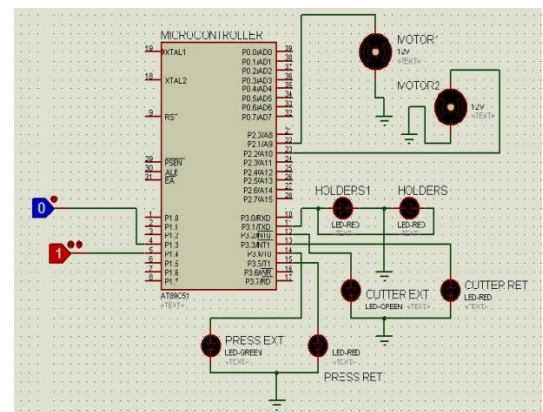 MICROCONTROLLER
19 XTAL1
18 XTAL2
9 RST
29 PSEN
30 ALE
31 EA
1 P1.0
2 P1.1
3 P1.2
4 P1.3
5 P1.4
6 P1.5
7 P1.6
8 P1.7
P0.0/AD0 39
P0.1/AD1 38
P0.2/AD2 37
P0.3/AD3 36
P0.4/AD4 35
P0.5/AD5 34
P0.6/AD6 33
P0.7/AD7 32
P2.1/A9 22
P2.2/A10 23
P2.3/A11 24
P2.4/A12 25
P2.5/A13 26
P2.6/A14 27
P2.7/A15 28
P3.0/RXD 10
P3.1/TXD 11
P3.2/INT0 12
P3.3/INT1 13
P3.4/T0 14
P3.5/T1 15
P3.6/WR 16
P3.7/RD 17
AT89C51
<TEXT>
0
1
12V
<TEXT>
MOTOR2
12V
<TEXT>
HOLDERS1
LED-RED
<TEXT>
HOLDERS
LED-RED
<TEXT>
CUTTER EXT
LED-GREEN <TEXT>
CUTTER RET
LED-RED
<TEXT>
PRESS EXT
LED-GREEN
<TEXT>
LED-RED
<TEXT>
PRESS RET